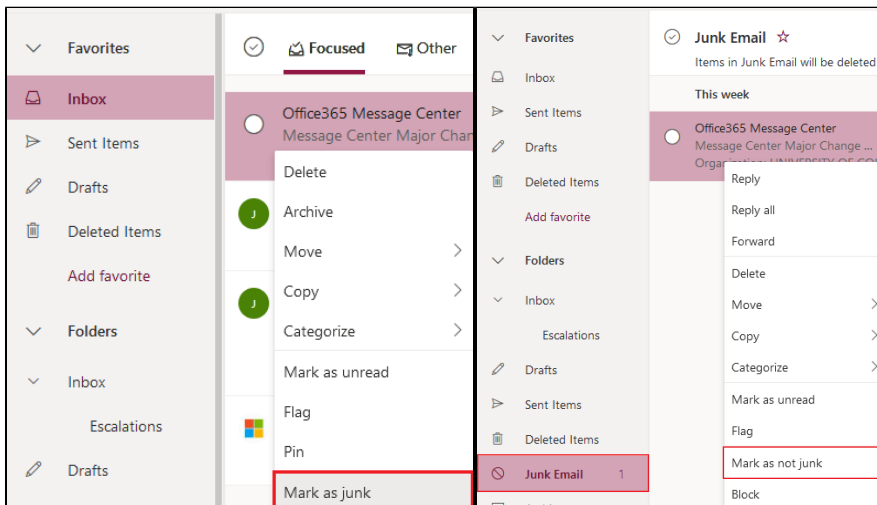 Favorites
Inbox
Sent Items
Drafts
Deleted Items
Add favorite
Folders
Inbox
Escalations
Drafts
Focused Other
Office365 Message Center
Message Center Major Chan
Delete
Archive
J
Move
Copy
J
Categorize
Mark as unread
Flag
Pin
Mark as junk
Favorites
Inbox
Sent Items
Drafts
Deleted Items
Add favorite
Folders
Inbox
Escalations
Drafts
Sent Items
Deleted Items
Junk Email 1
Junk Email
Items in Junk Email will be deleted
This week
Office365 Message Center
Message Center Major Change ...
Reply
Reply all
Forward
Delete
Move
Copy
Categorize
Mark as unread
Flag
Mark as not junk
Block